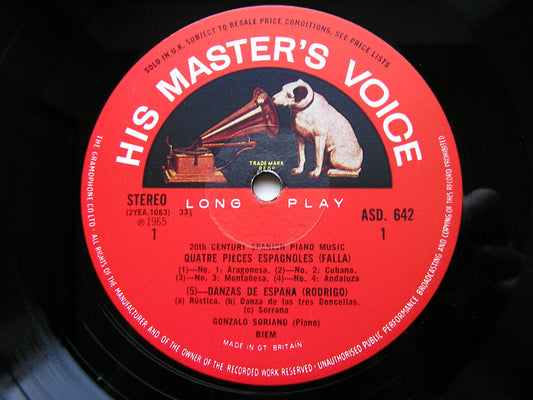 SOLD IN U.K. SUBJECT TO RESALE PRICE CONDITIONS, SEE PRICE LISTS
HIS MASTER'S VOICE
TRADE MARK
REGD
LONG PLAY
STEREO
(2YEA.1063) 33⅓
℗1965
1
ASD. 642
1
20th CENTURY SPANISH PIANO MUSIC
QUATRE PIECES ESPAGNOLES (FALLA)
(1)—No. 1: Aragonesa. (2)—No. 2: Cubana.
(3)—No. 3: Montañesa. (4)—No. 4: Andaluza
(5)—DANZAS DE ESPAÑA (RODRIGO)
(a) Rústica. (b) Danza de las tres Doncellas.
(c) Serrana
GONZALO SORIANO (Piano)
BIEM
MADE IN GT. BRITAIN
THE GRAMOPHONE CO. LTD.—ALL RIGHTS OF THE MANUFACTURER AND OF THE OWNER OF THE RECORDED WORK RESERVED—UNAUTHORISED PUBLIC PERFORMANCE BROADCASTING AND COPYING OF THIS RECORD PROHIBITED